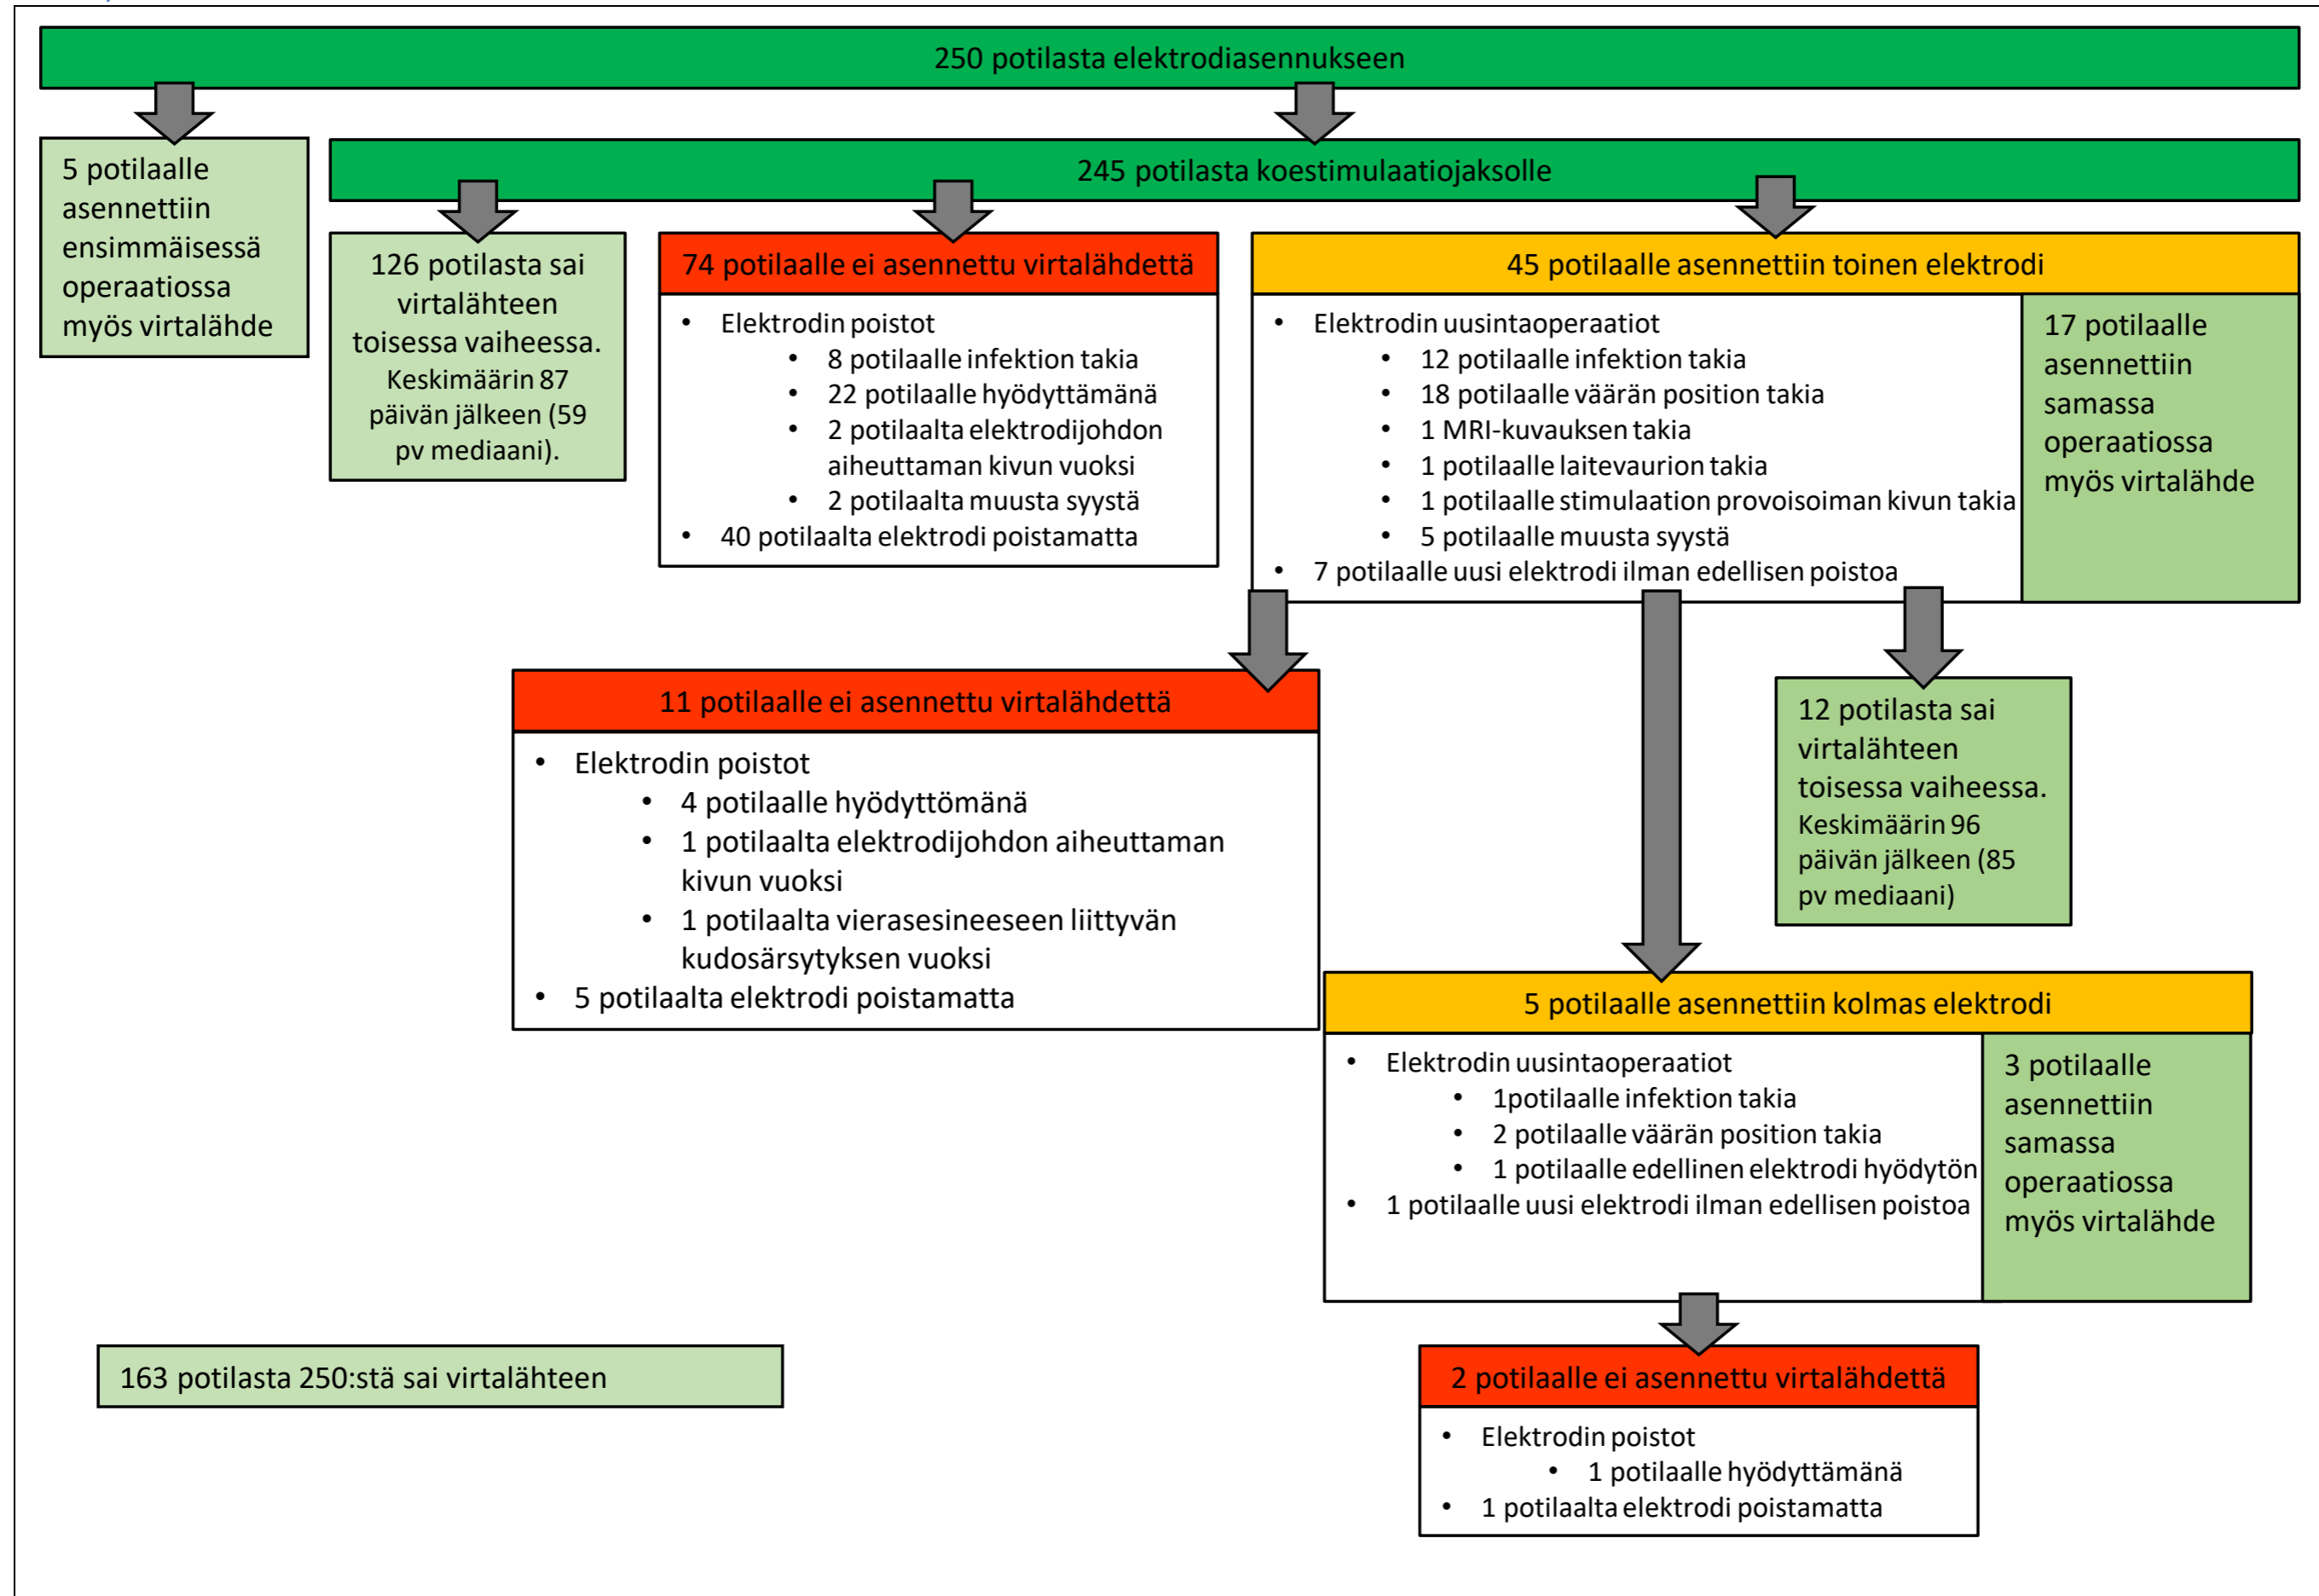 250 potilasta elektrodiasennukseen
5 potilaalle
asennettiin
ensimmäisessä
operaatiossa
myös virtalähde
245 potilasta koestimulaatiojaksolle
126 potilasta sai
virtalähteen
toisessa vaiheessa.
Keskimäärin 87
päivän jälkeen (59
pv mediaani).
74 potilaalle ei asennettu virtalähdettä
• Elektrodin poistot
• 8 potilaalle infektion takia
• 22 potilaalle hyödyttämänä
• 2 potilaalta elektrodijohdon
aiheuttaman kivun vuoksi
• 2 potilaalta muusta syystä
• 40 potilaalta elektrodi poistamatta
45 potilaalle asennettiin toinen elektrodi
• Elektrodin uusintaoperaatiot
• 12 potilaalle infektion takia
• 18 potilaalle väärän position takia
• 1 MRI-kuvauksen takia
• 1 potilaalle laitevaurion takia
• 1 potilaalle stimulaation provoisoiman kivun takia
• 5 potilaalle muusta syystä
• 7 potilaalle uusi elektrodi ilman edellisen poistoa
17 potilaalle
asennettiin
samassa
operaatiossa
myös virtalähde
11 potilaalle ei asennettu virtalähdettä
• Elektrodin poistot
• 4 potilaalle hyödyttömänä
• 1 potilaalta elektrodijohdon aiheuttaman
kivun vuoksi
• 1 potilaalta vierasesineeseen liittyvän
kudosärsytyksen vuoksi
• 5 potilaalta elektrodi poistamatta
12 potilasta sai
virtalähteen
toisessa vaiheessa.
Keskimäärin 96
päivän jälkeen (85
pv mediaani)
5 potilaalle asennettiin kolmas elektrodi
• Elektrodin uusintaoperaatiot
• 1potilaalle infektion takia
• 2 potilaalle väärän position takia
• 1 potilaalle edellinen elektrodi hyödytön
• 1 potilaalle uusi elektrodi ilman edellisen poistoa
3 potilaalle
asennettiin
samassa
operaatiossa
myös virtalähde
163 potilasta 250:stä sai virtalähteen
2 potilaalle ei asennettu virtalähdettä
• Elektrodin poistot
• 1 potilaalle hyödyttämänä
• 1 potilaalta elektrodi poistamatta